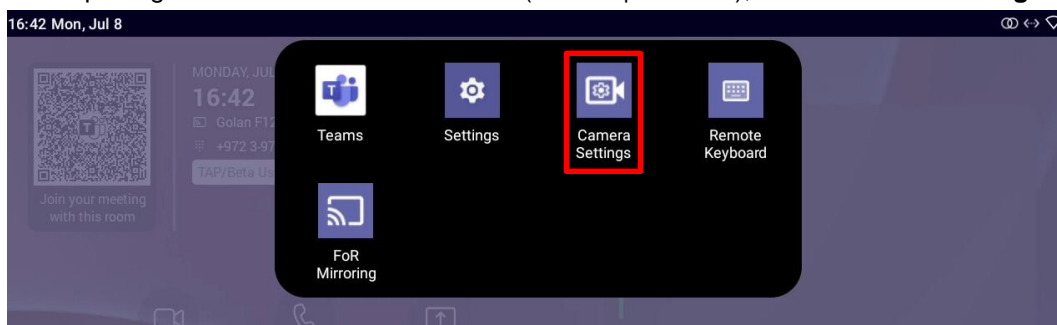 16:42 Mon, Jul 8
MONDAY, JUL
16:42
Golan F12
+972 3-97
TAP/Beta Us
Join your meeting
with this room
Teams
Settings
Camera
Settings
Remote
Keyboard
FoR
Mirroring